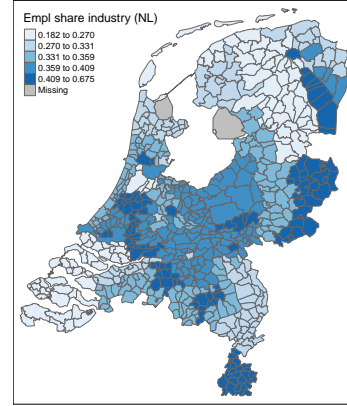 Empl share industry (NL)
0.182 to 0.270
0.270 to 0.331
0.331 to 0.359
0.359 to 0.409
0.409 to 0.675
Missing